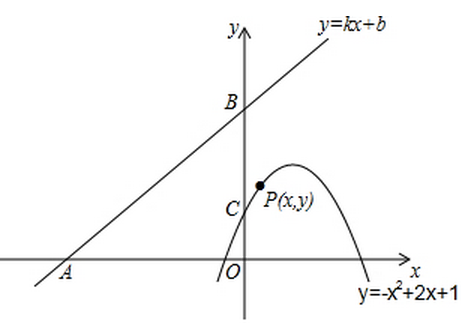 y
y=kx+b
B
P(x,y)
C
A
O
x
y=-x²+2x+1